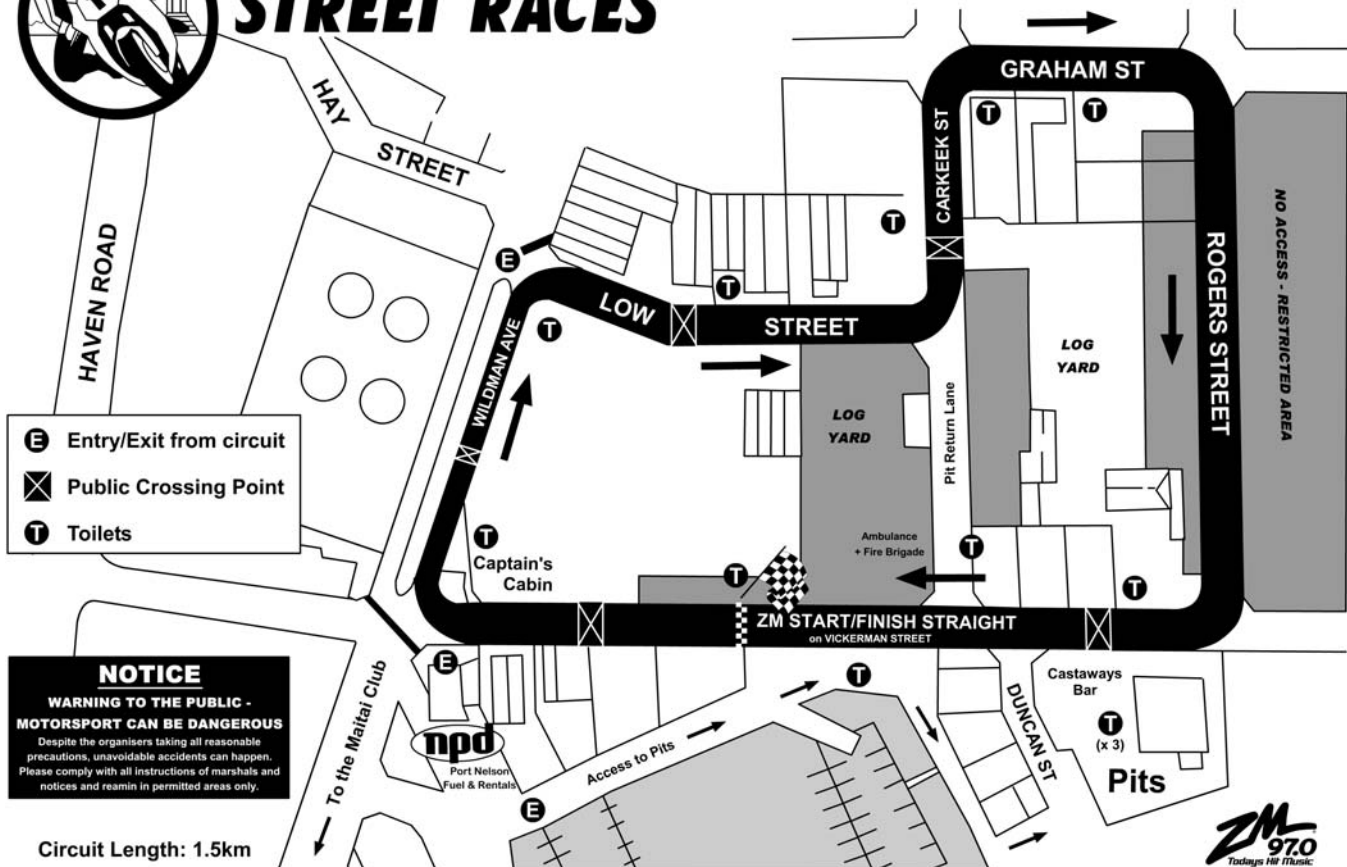 STREET RACES
GRAHAM ST
HAY
STREET
CARKEEK ST
HAVEN ROAD
LOW
STREET
WILDMAN AVE
ROGERS STREET
NO ACCESS - RESTRICTED AREA
LOG
YARD
LOG
YARD
Pit Return Lane
E Entry/Exit from circuit
Public Crossing Point
T Toilets
E
E
E
T
T
T
T
T
T
T
T
T
T
T
(x 3)
Captain's
Cabin
Ambulance
+ Fire Brigade
ZM START/FINISH STRAIGHT
on VICKERMAN STREET
NOTICE
WARNING TO THE PUBLIC -
MOTORSPORT CAN BE DANGEROUS
Despite the organisers taking all reasonable
precautions, unavoidable accidents can happen.
Please comply with all instructions of marshals and
notices and reamin in permitted areas only.
To the Maitai Club
npd
Port Nelson
Fuel & Rentals
Access to Pits
DUNCAN ST
Castaways
Bar
Pits
Circuit Length: 1.5km
ZM
97.0
Todays Hit Music